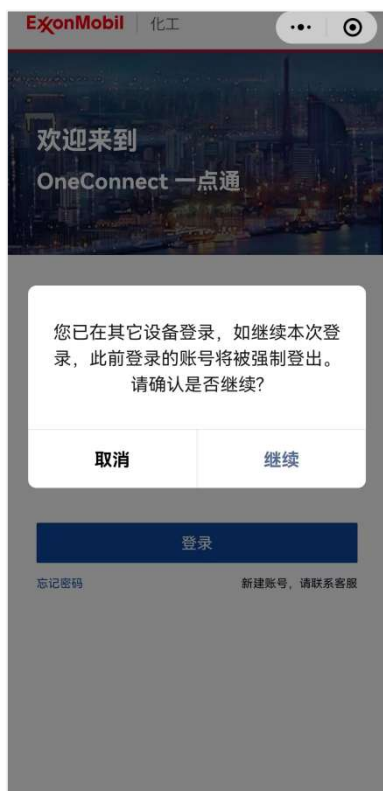 ExxonMobil 化工
欢迎来到
OneConnect 一点通
您已在其它设备登录，如继续本次登
录，此前登录的账号将被强制登出。
请确认是否继续？
取消 继续
登录
忘记密码 新建账号，请联系客服